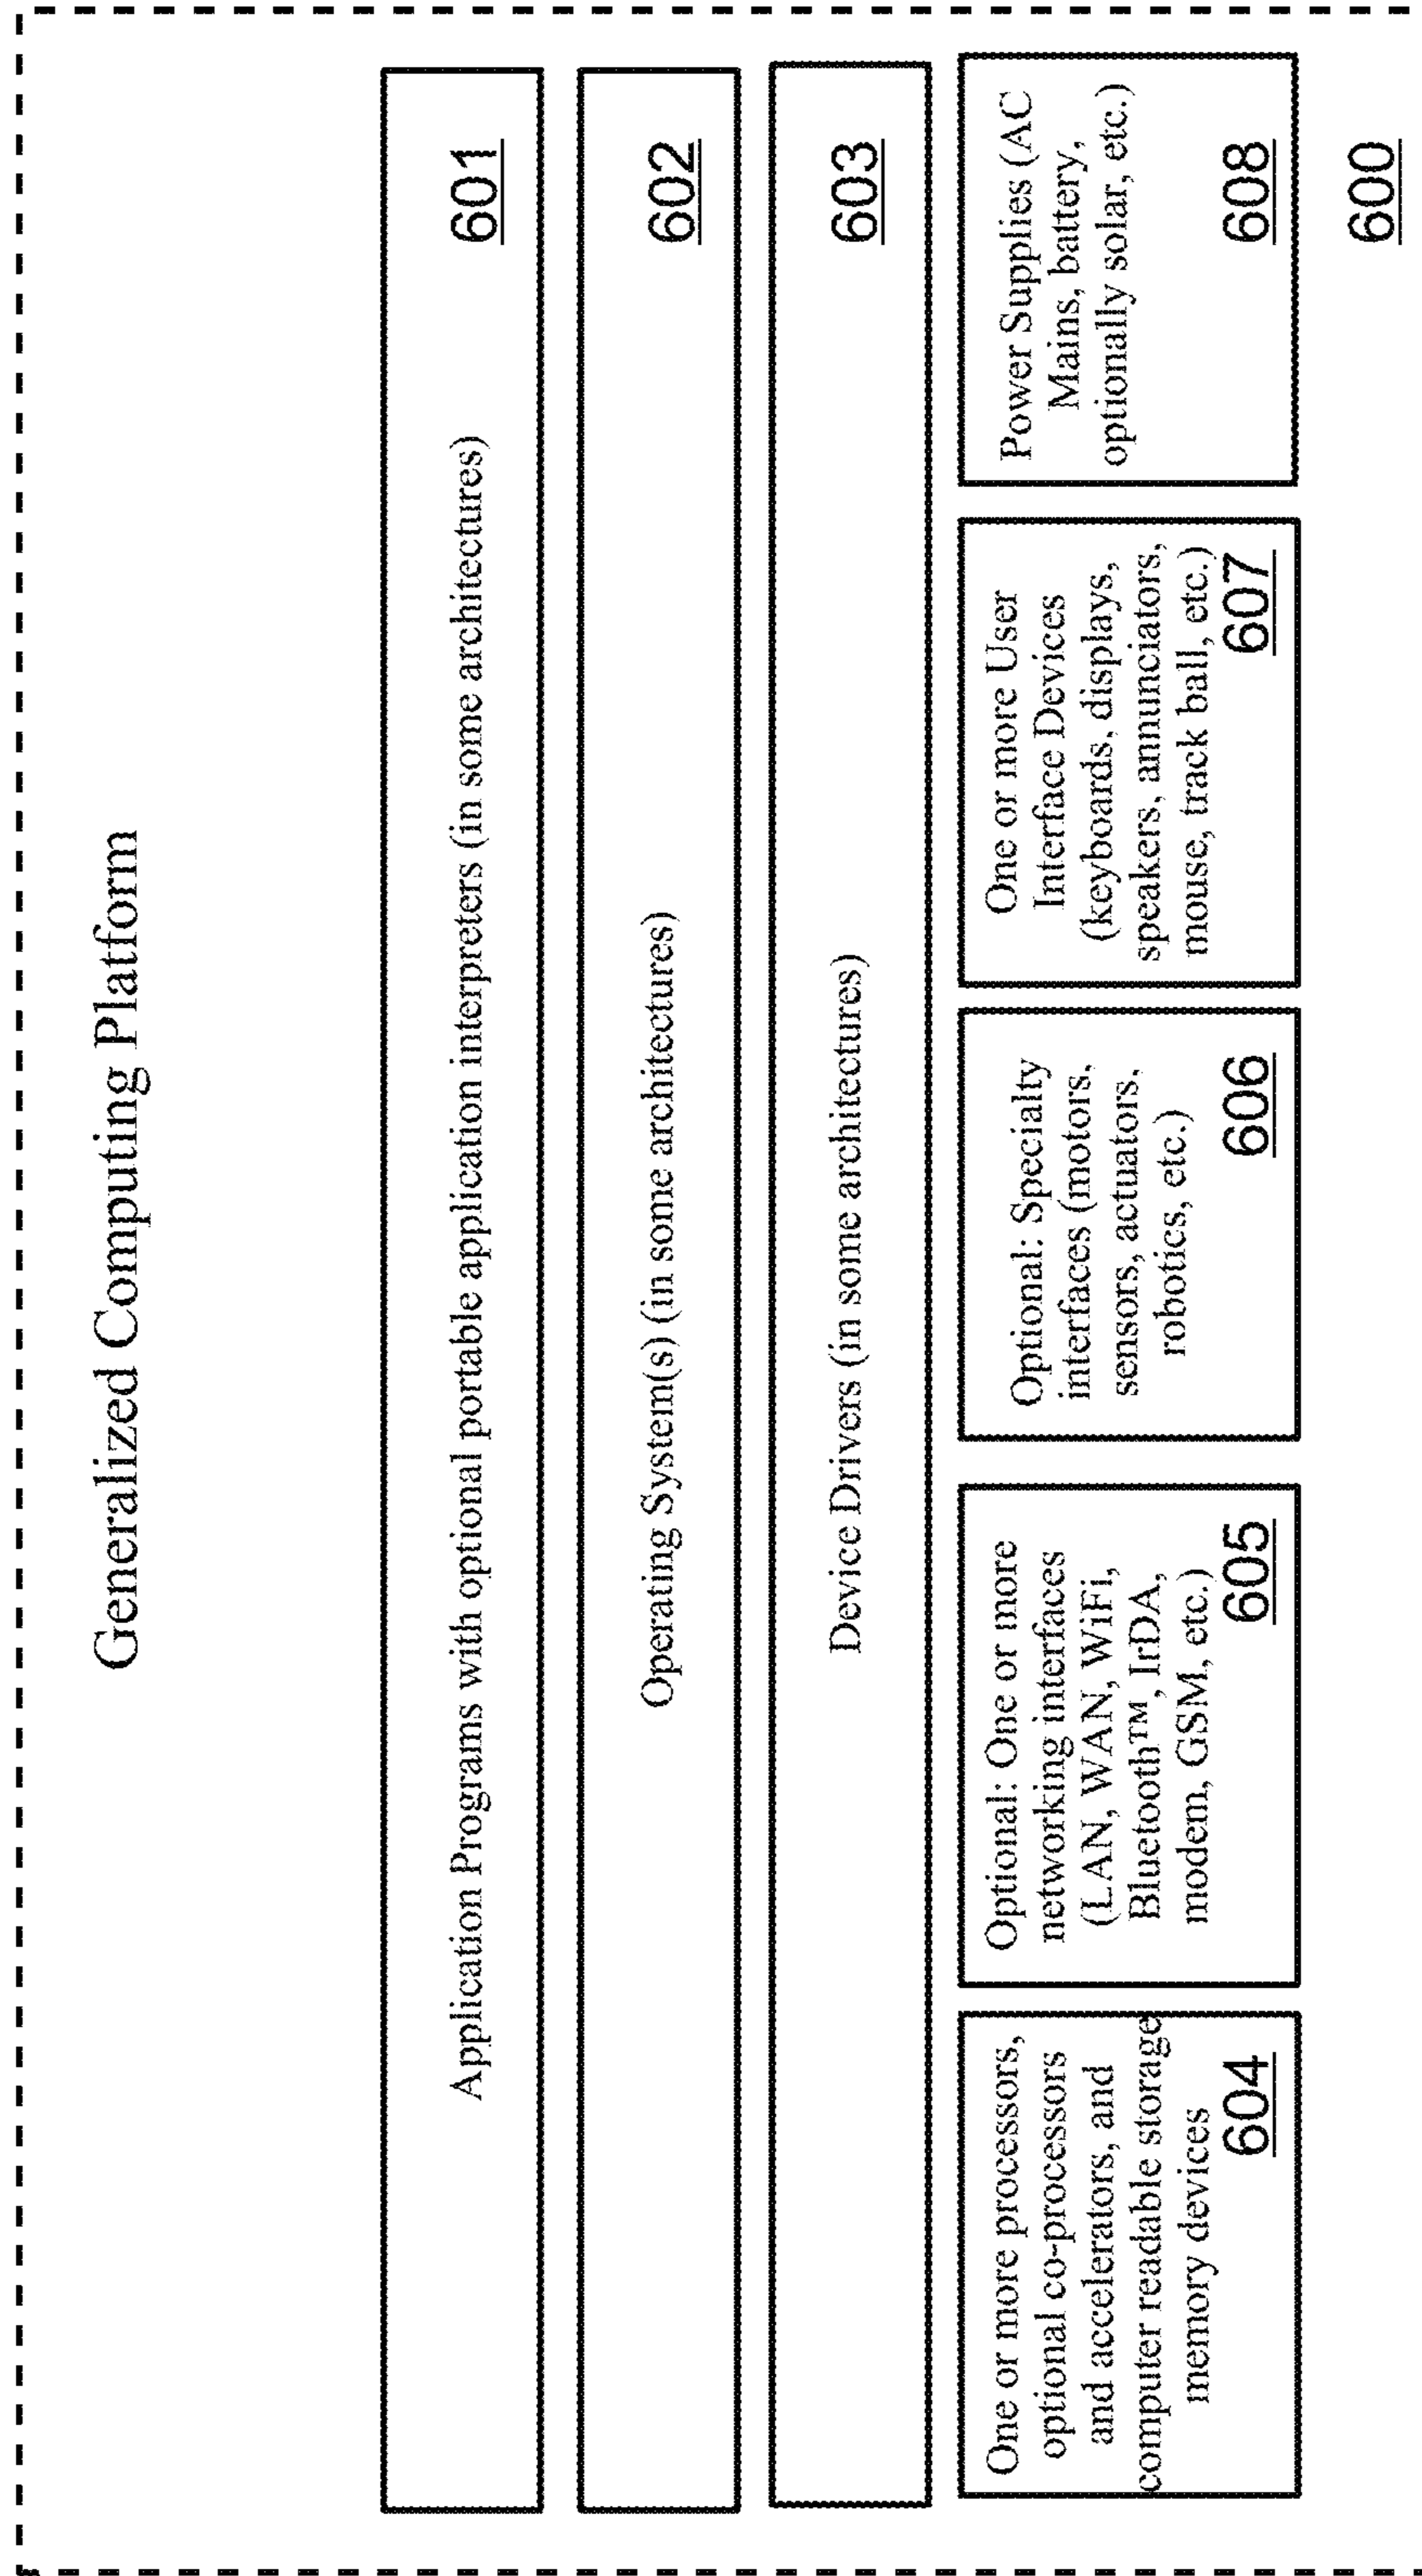 Generalized Computing Platform
Application Programs with optional portable application interpreters (in some architectures)
601
Operating System(s) (in some architectures)
602
Device Drivers (in some architectures)
603
One or more processors,
optional co-processors
and accelerators, and
computer readable storage
memory devices
604
Optional: One or more
networking interfaces
(LAN, WAN, WiFi,
Bluetooth™, IrDA,
modem, GSM, etc.)
605
Optional: Specialty
interfaces (motors,
sensors, actuators,
robotics, etc.)
606
One or more User
Interface Devices
(keyboards, displays,
speakers, annunciators,
mouse, track ball, etc.)
607
Power Supplies (AC
Mains, battery,
optionally solar, etc.)
608
600